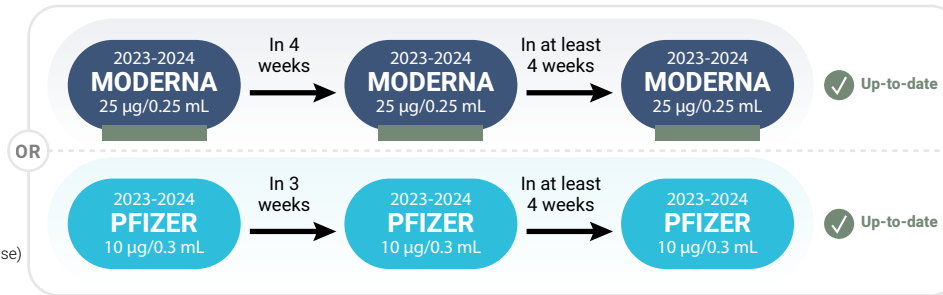 In 4
weeks
In at least
4 weeks
2023-2024
MODERNA
25 µg/0.25 mL
2023-2024
MODERNA
25 µg/0.25 mL
2023-2024
MODERNA
25 µg/0.25 mL
Up-to-date
OR
In 3
weeks
In at least
4 weeks
2023-2024
PFIZER
10 µg/0.3 mL
2023-2024
PFIZER
10 µg/0.3 mL
2023-2024
PFIZER
10 µg/0.3 mL
Up-to-date
se)